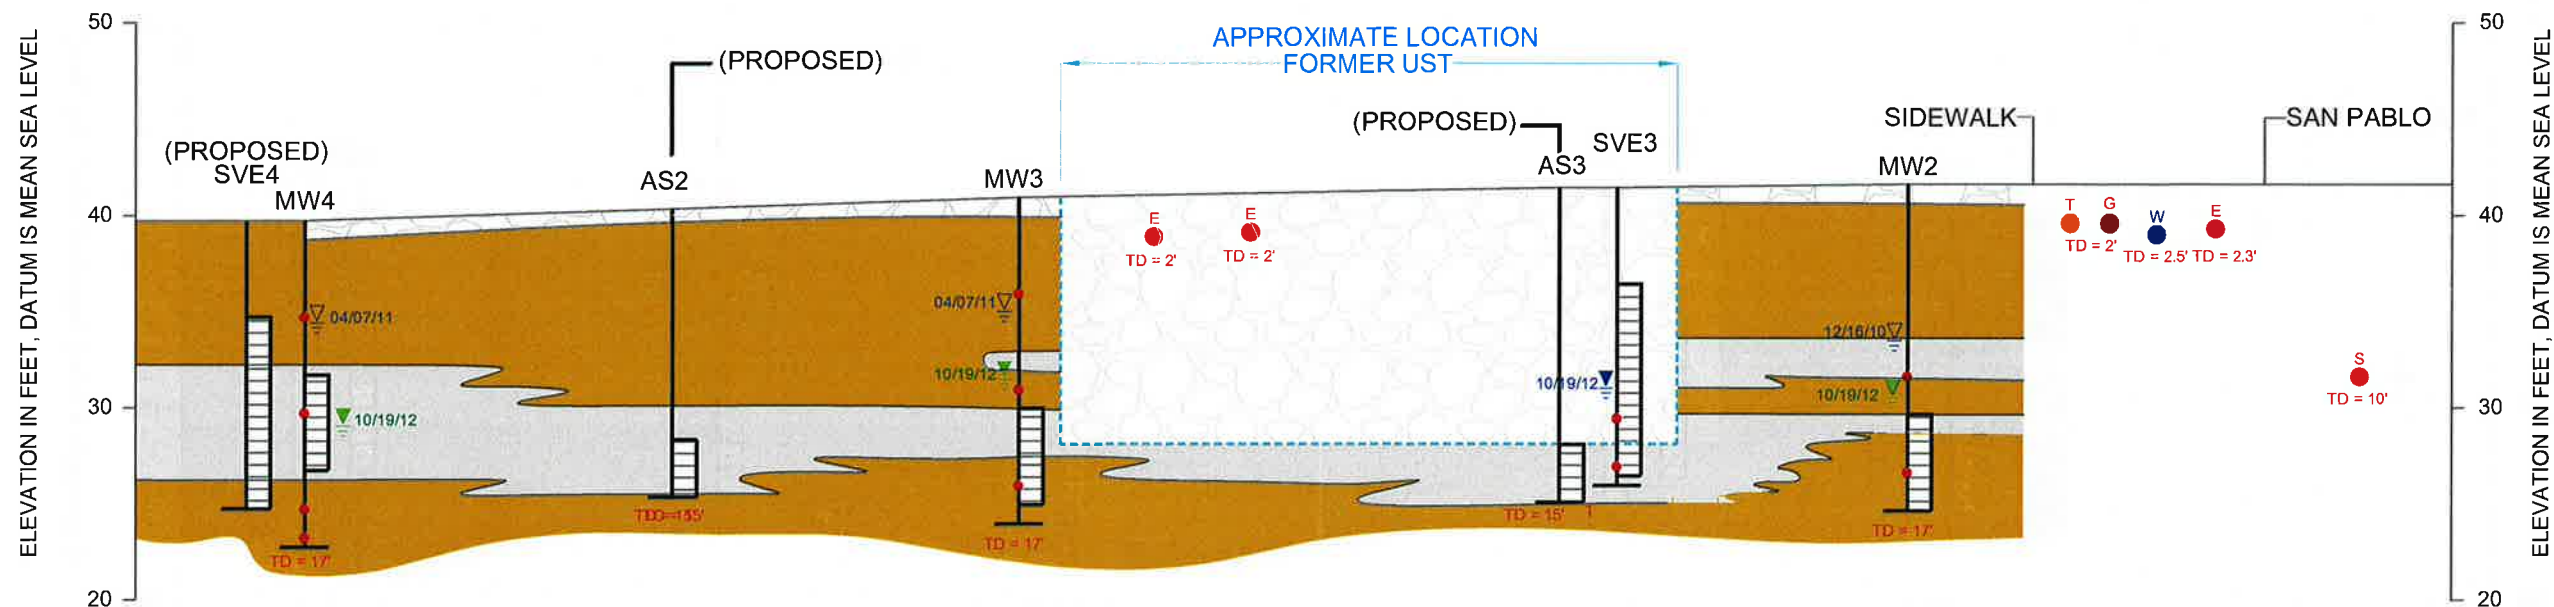 50
50
APPROXIMATE LOCATION
FORMER UST
(PROPOSED)
(PROPOSED)
SIDEWALK
SAN PABLO
SVE3
(PROPOSED)
SVE4
MW4
AS2
MW3
AS3
MW2
40
40
E
TD = 2'
E
TD = 2'
T
G
W
E
TD = 2'
TD = 2.5'
TD = 2.3'
04/07/11
04/07/11
12/16/10
10/19/12
10/19/12
10/19/12
10/19/12
S
TD = 10'
30
30
TD = 17'
TD = 17'
TD = 15'
TD = 17'
20
20
ELEVATION IN FEET, DATUM IS MEAN SEA LEVEL
ELEVATION IN FEET, DATUM IS MEAN SEA LEVEL